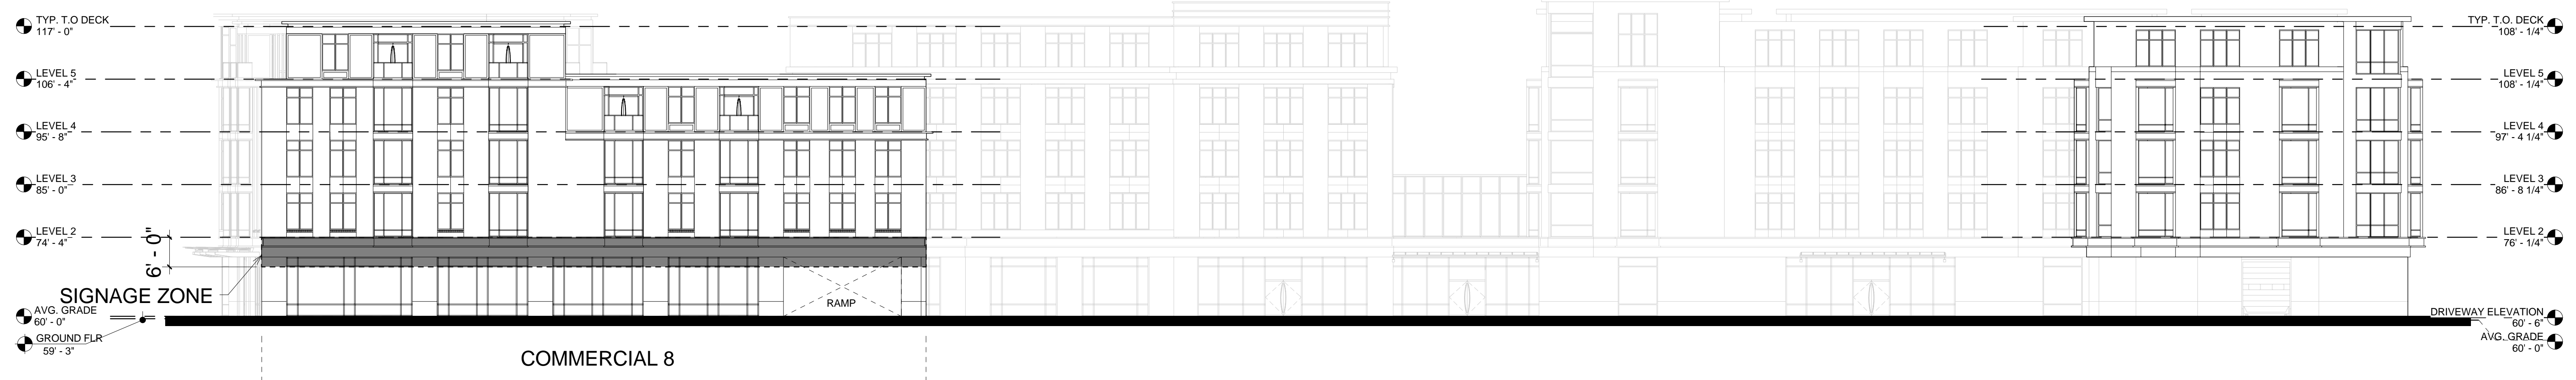 TYP. T.O DECK
117' - 0"
LEVEL 5
106' - 4"
LEVEL 4
95' - 8"
LEVEL 3
85' - 0"
LEVEL 2
74' - 4"
6' - 0"
SIGNAGE ZONE
AVG. GRADE
60' - 0"
GROUND FLR
59' - 3"
RAMP
COMMERCIAL 8
TYP. T.O. DECK
108' - 1/4"
LEVEL 5
108' - 1/4"
LEVEL 4
97' - 4 1/4"
LEVEL 3
86' - 8 1/4"
LEVEL 2
76' - 1/4"
DRIVEWAY ELEVATION
60' - 6"
AVG. GRADE
60' - 0"